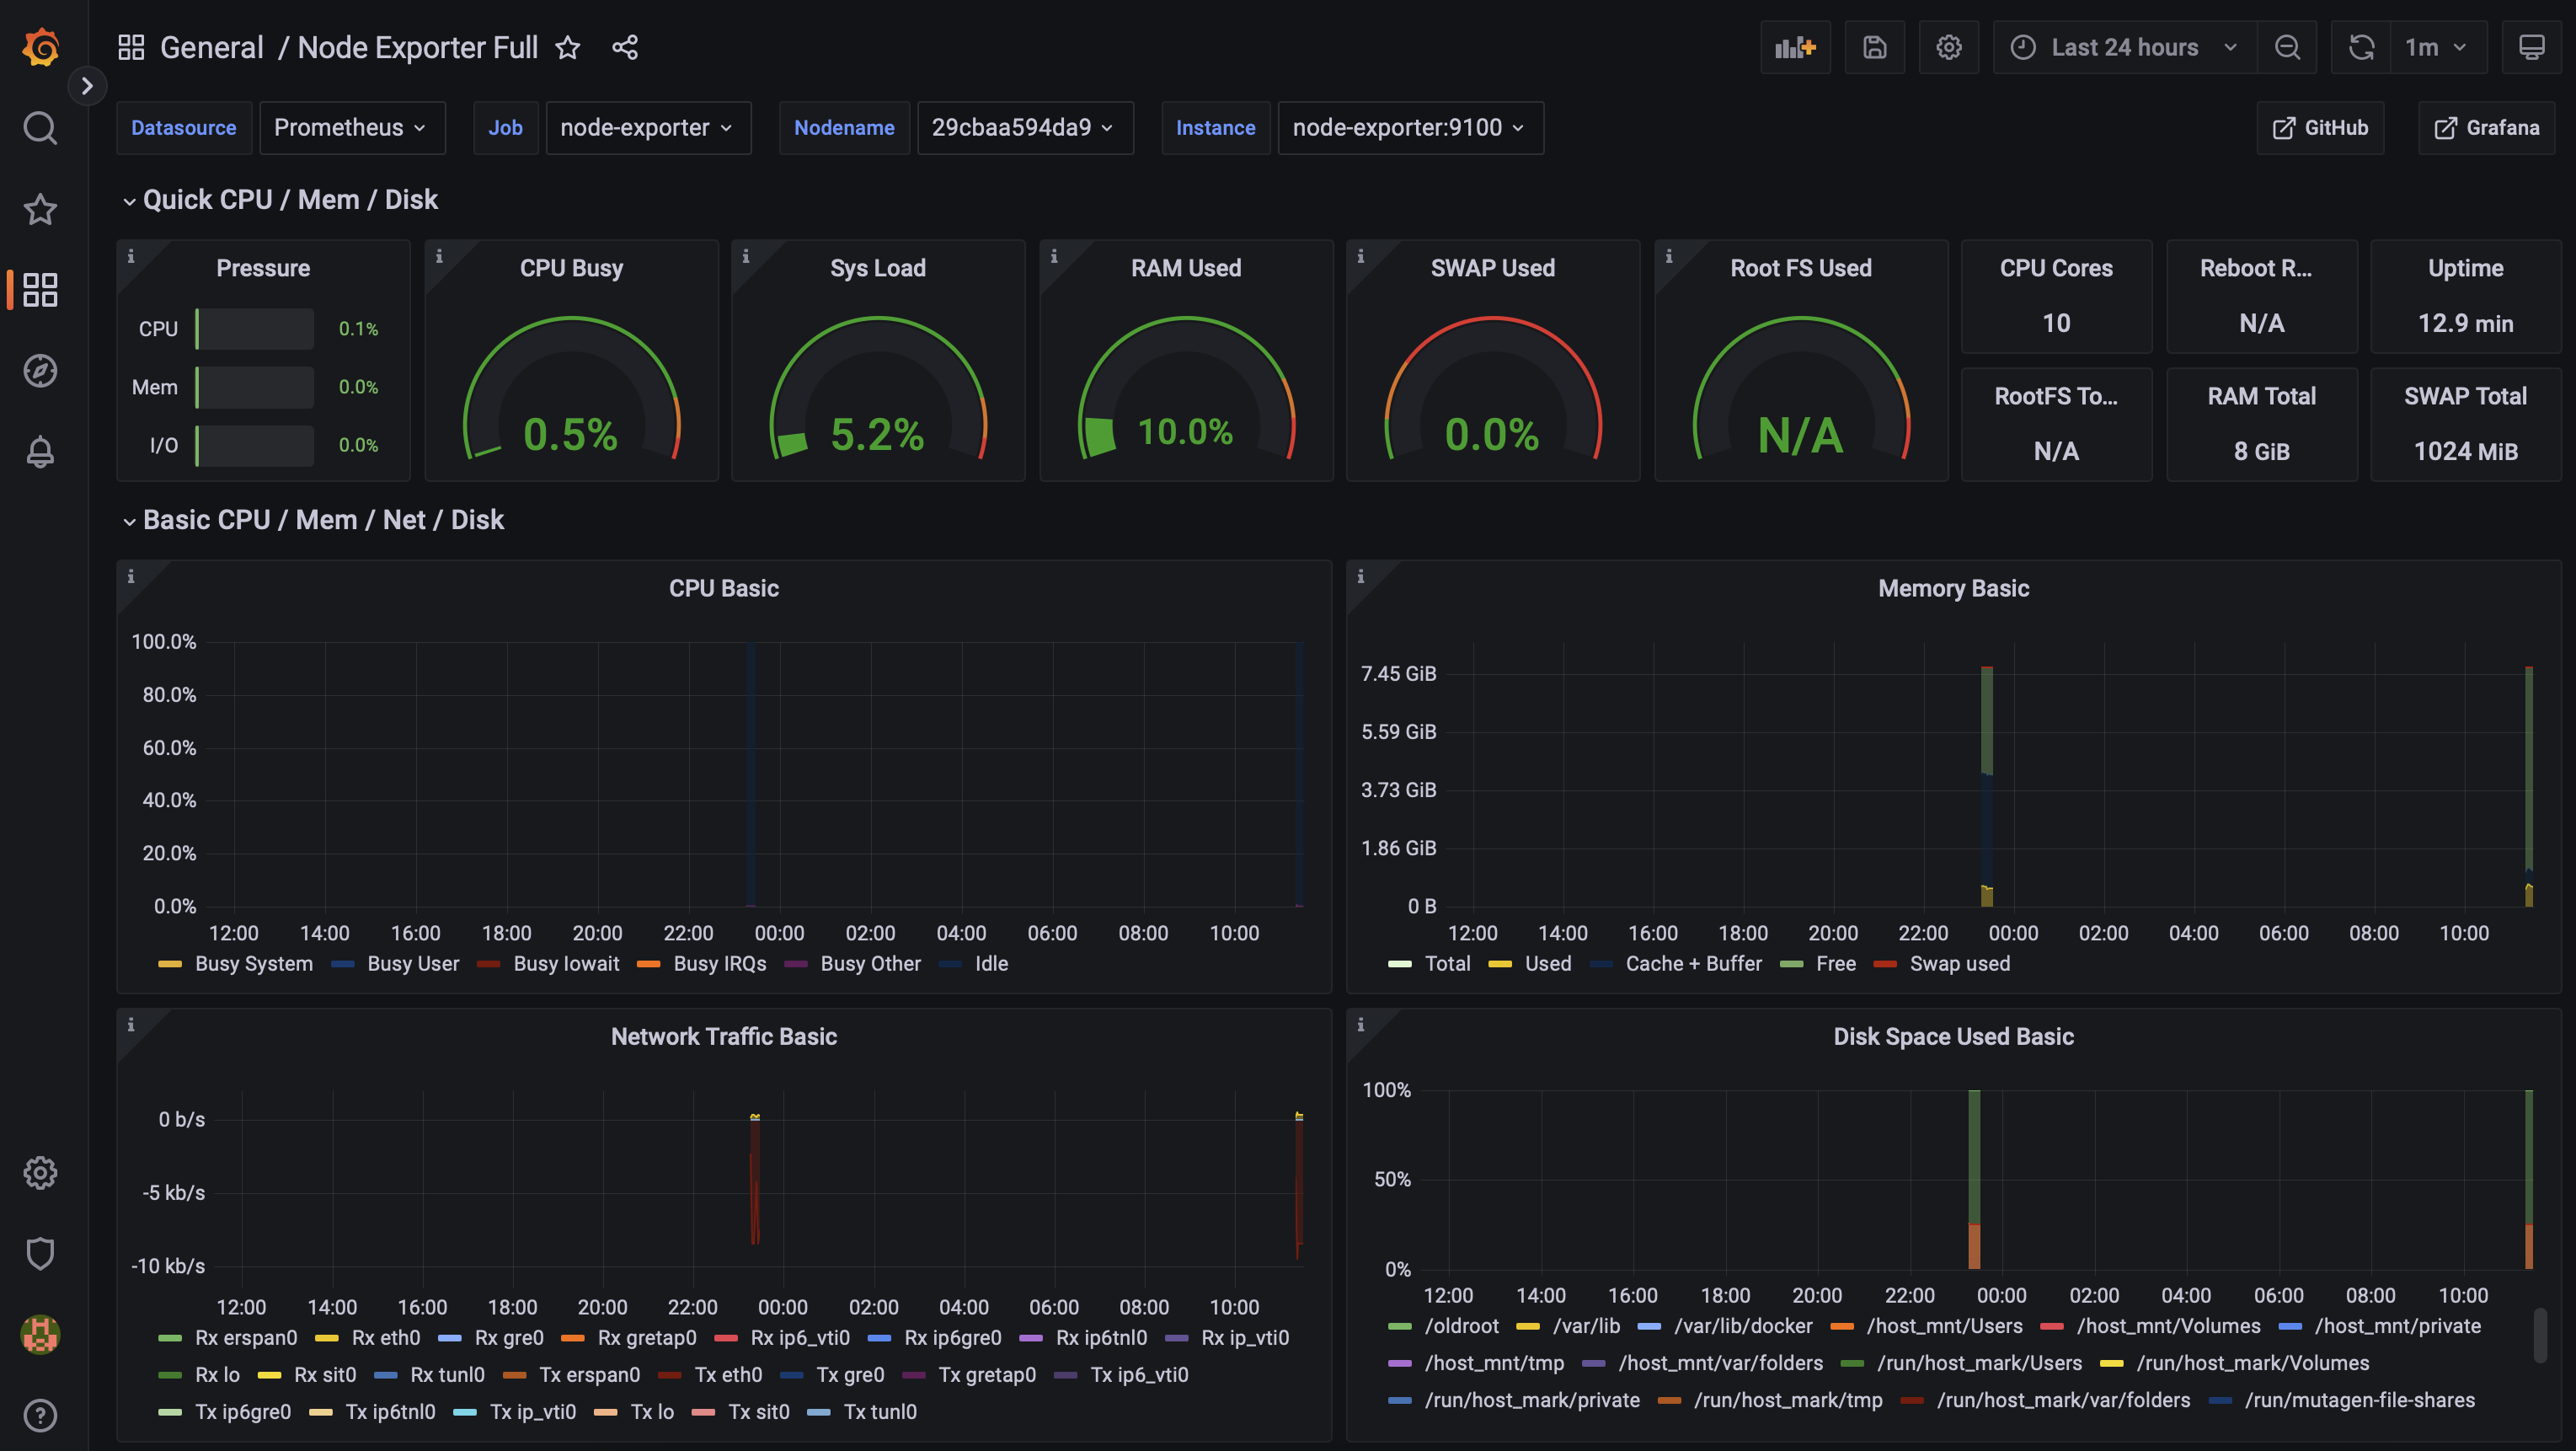 General / Node Exporter Full
Last 24 hours
1m
Datasource Prometheus Job node-exporter Nodename 29cbaa594da9 Instance node-exporter:9100 GitHub Grafana
Quick CPU / Mem / Disk
Pressure
CPU 0.1%
Mem 0.0%
I/O 0.0%
CPU Busy
0.5%
Sys Load
5.2%
RAM Used
10.0%
SWAP Used
0.0%
Root FS Used
N/A
CPU Cores
10
Reboot R...
N/A
Uptime
12.9 min
RootFS To...
N/A
RAM Total
8 GiB
SWAP Total
1024 MiB
Basic CPU / Mem / Net / Disk
CPU Basic
100.0%
80.0%
60.0%
40.0%
20.0%
0.0%
12:00 14:00 16:00 18:00 20:00 22:00 00:00 02:00 04:00 06:00 08:00 10:00
Busy System Busy User Busy Iowait Busy IRQs Busy Other Idle
Memory Basic
7.45 GiB
5.59 GiB
3.73 GiB
1.86 GiB
0 B
12:00 14:00 16:00 18:00 20:00 22:00 00:00 02:00 04:00 06:00 08:00 10:00
Total Used Cache + Buffer Free Swap used
Network Traffic Basic
0 b/s
-5 kb/s
-10 kb/s
12:00 14:00 16:00 18:00 20:00 22:00 00:00 02:00 04:00 06:00 08:00 10:00
Rx erspan0 Rx eth0 Rx gre0 Rx gretap0 Rx ip6_vti0 Rx ip6gre0 Rx ip6tnl0 Rx ip_vti0
Rx lo Rx sit0 Rx tunl0 Tx erspan0 Tx eth0 Tx gre0 Tx gretap0 Tx ip6_vti0
Tx ip6gre0 Tx ip6tnl0 Tx ip_vti0 Tx lo Tx sit0 Tx tunl0
Disk Space Used Basic
100%
50%
0%
12:00 14:00 16:00 18:00 20:00 22:00 00:00 02:00 04:00 06:00 08:00 10:00
/oldroot /var/lib /var/lib/docker /host_mnt/Users /host_mnt/Volumes /host_mnt/private
/host_mnt/tmp /host_mnt/var/folders /run/host_mark/Users /run/host_mark/Volumes
/run/host_mark/private /run/host_mark/tmp /run/host_mark/var/folders /run/mutagen-file-shares